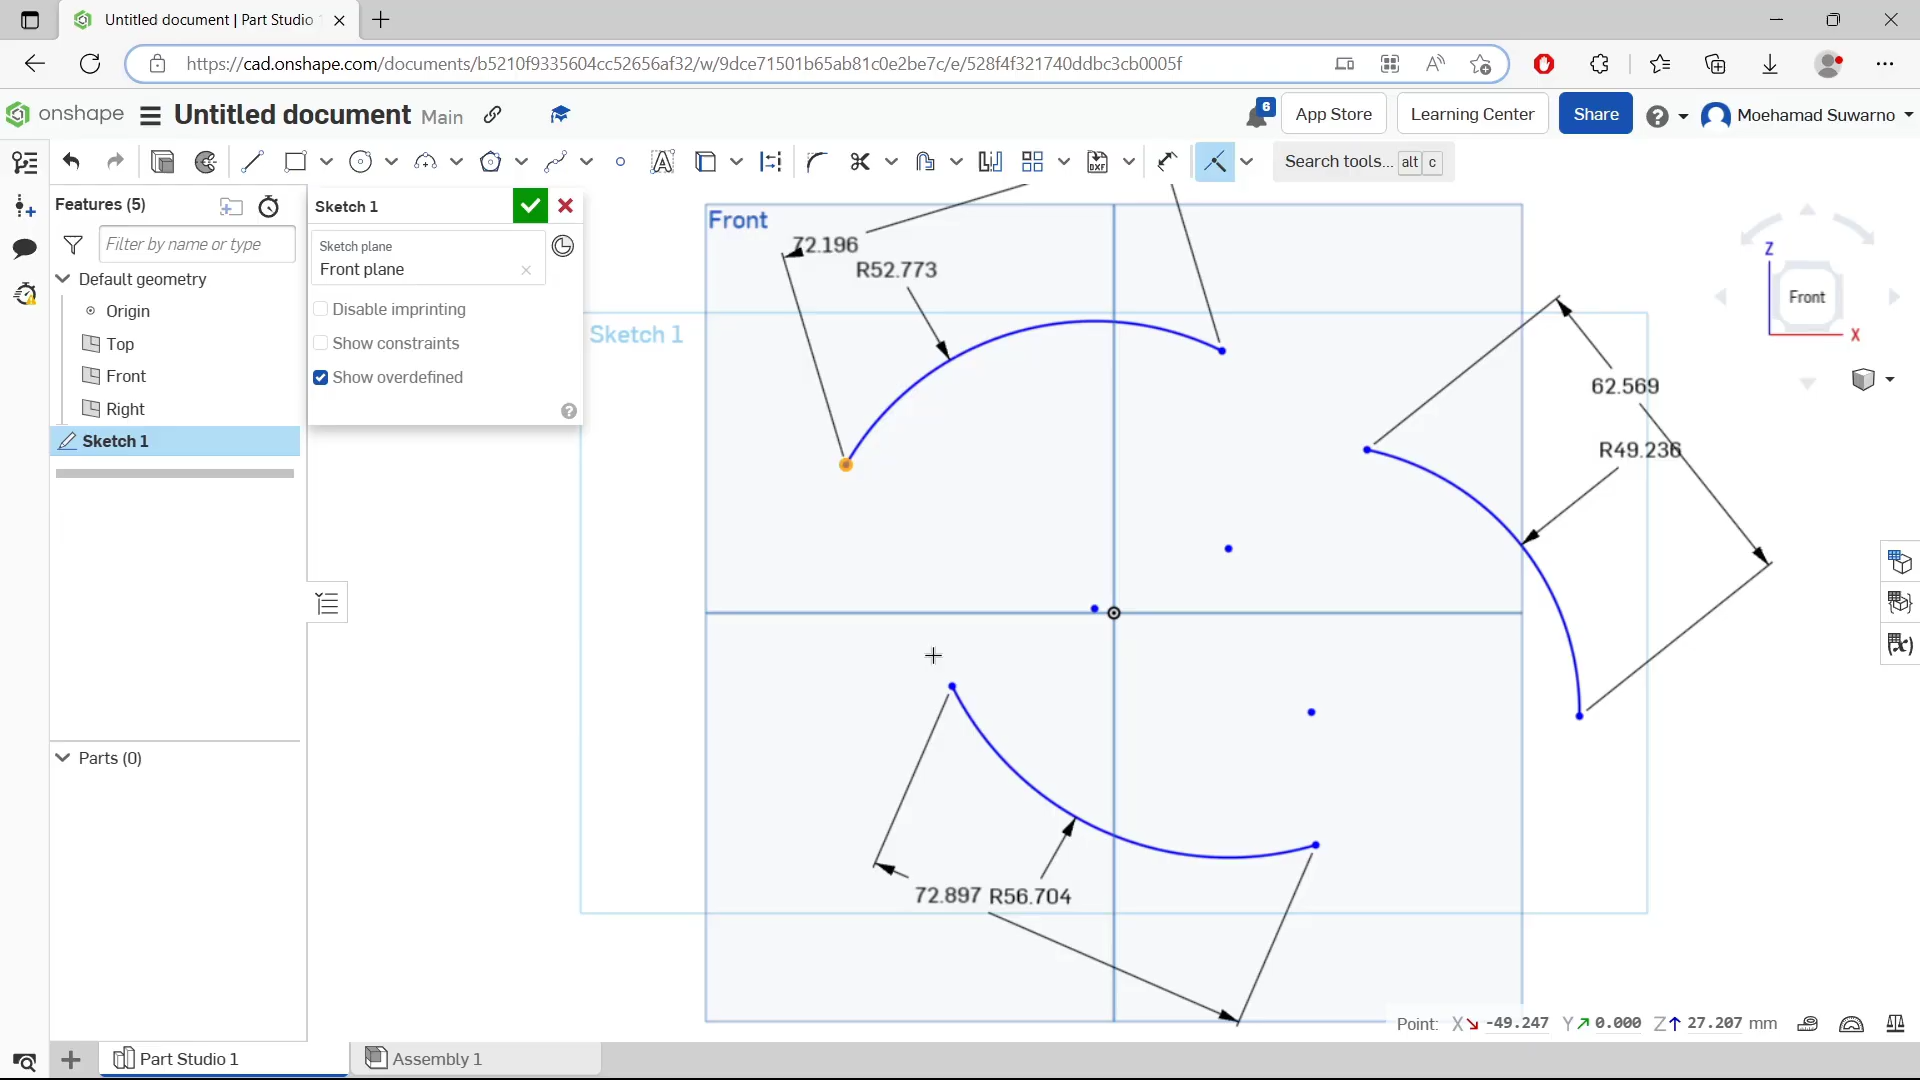 Untitled document | Part Studio
https://cad.onshape.com/documents/b5210f9335604cc52656af32/w/9dce71501b65ab81c0e2be7c/e/528f4f321740ddbc3cb0005f
onshape
Untitled document
Main
6
App Store
Learning Center
Share
Moehamad Suwarno
Search tools... alt c
Features (5)
Filter by name or type
Default geometry
Origin
Top
Front
Right
Sketch 1
Parts (0)
Sketch 1
Sketch plane
Front plane
Disable imprinting
Show constraints
Show overdefined
Front
Sketch 1
72.196
R52.773
62.569
R49.236
72.897
R56.704
Z
Front
X
Point: X -49.247 Y 0.000 Z 27.207 mm
Part Studio 1
Assembly 1